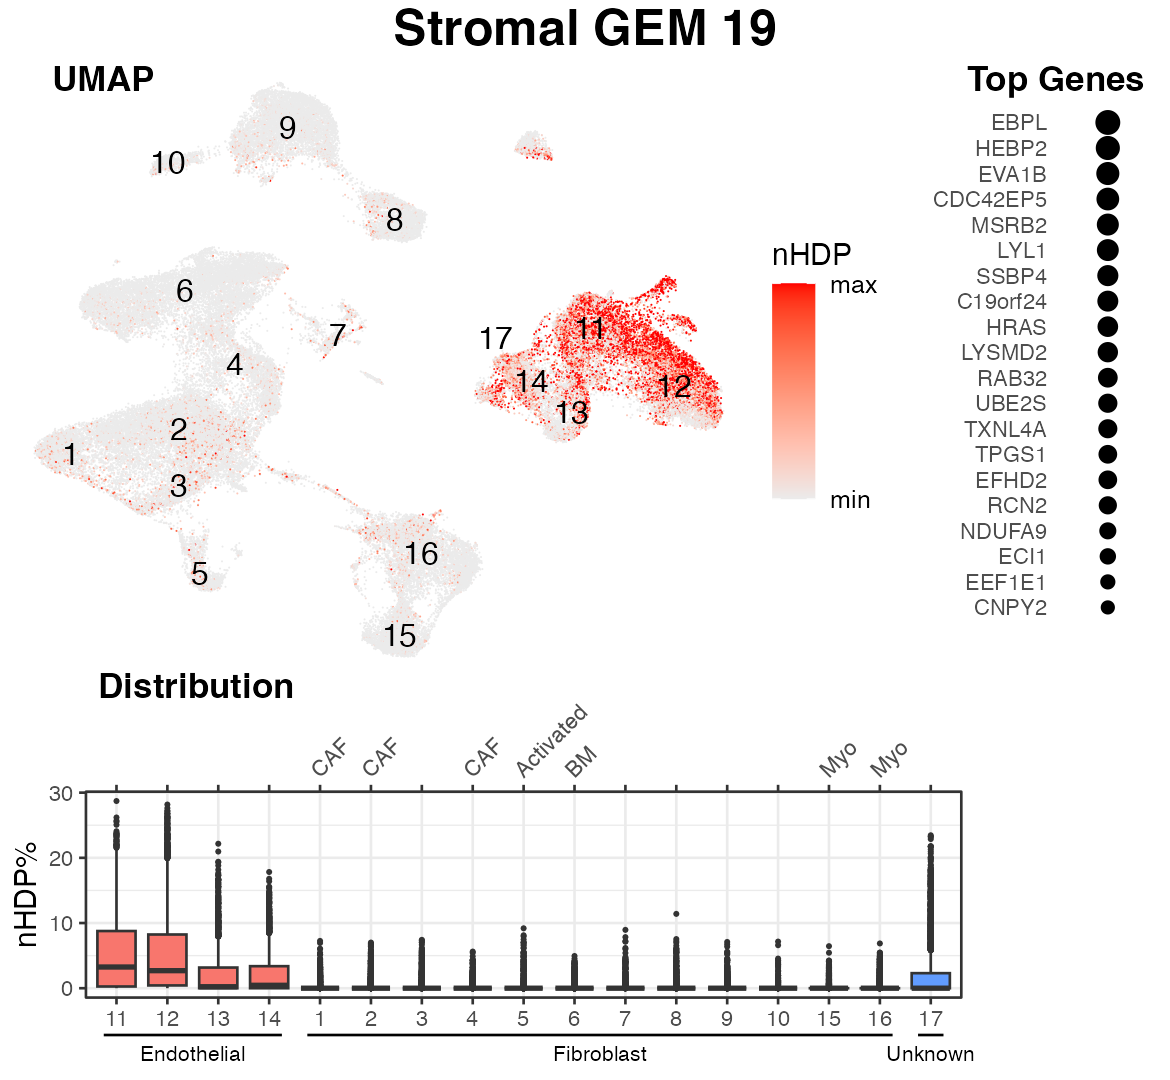 Stromal GEM 19
UMAP
9
10
8
6
7
4
2
1
3
5
16
15
17
11
14
12
13
nHDP
max
min
Top Genes
EBPL
HEBP2
EVA1B
CDC42EP5
MSRB2
LYL1
SSBP4
C19orf24
HRAS
LYSMD2
RAB32
UBE2S
TXNL4A
TPGS1
EFHD2
RCN2
NDUFA9
ECI1
EEF1E1
CNPY2
Distribution
CAF CAF CAF Activated BM Myo Myo
nHDP%
30
20
10
0
11 12 13 14 1 2 3 4 5 6 7 8 9 10 15 16 17
Endothelial Fibroblast Unknown